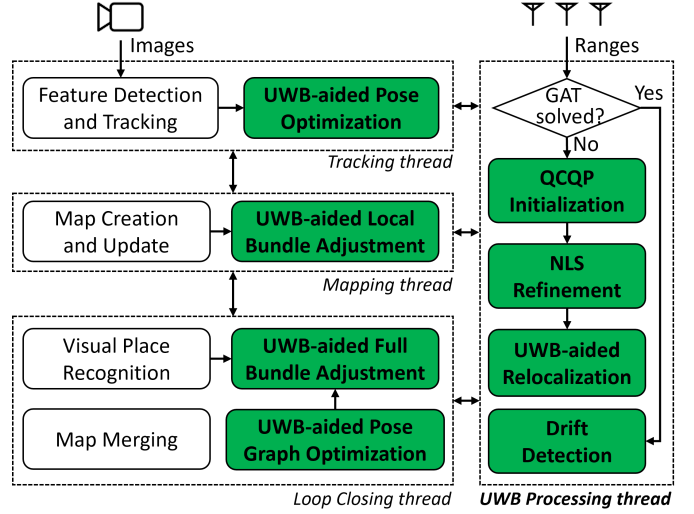 Images
Feature Detection
and Tracking
UWB-aided Pose
Optimization
Tracking thread
Map Creation
and Update
UWB-aided Local
Bundle Adjustment
Mapping thread
Visual Place
Recognition
UWB-aided Full
Bundle Adjustment
Map Merging
UWB-aided Pose
Graph Optimization
Loop Closing thread
Ranges
GAT
solved?
Yes
No
QCQP
Initialization
NLS
Refinement
UWB-aided
Relocalization
Drift
Detection
UWB Processing thread